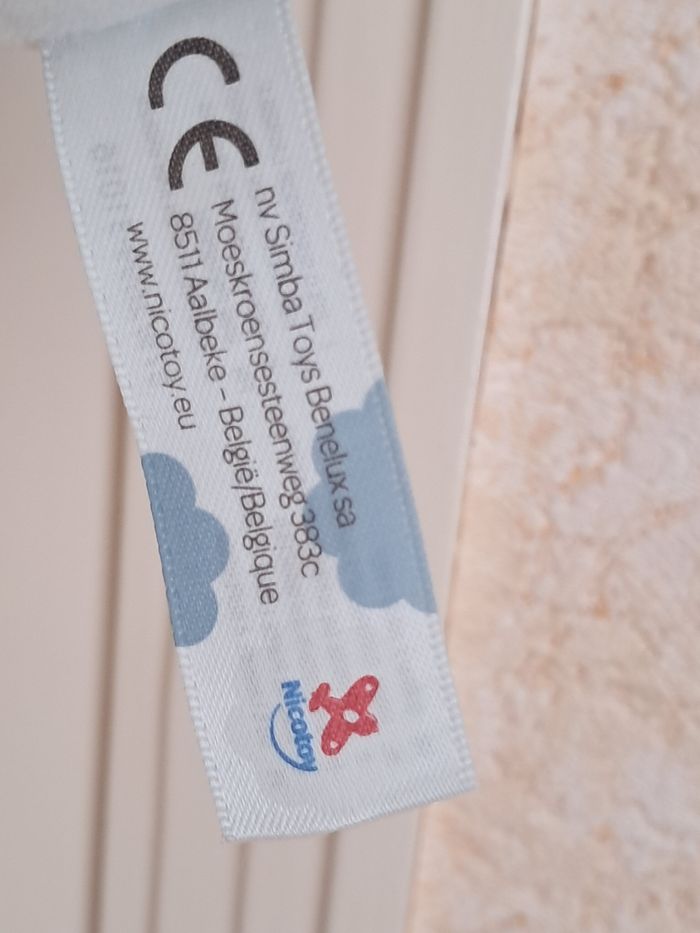 CE
nv Simba Toys Benelux sa
Moeskroensesteenweg 383c
8511 Aalbeke - België/Belgique
www.nicotoy.eu
Nicotoy